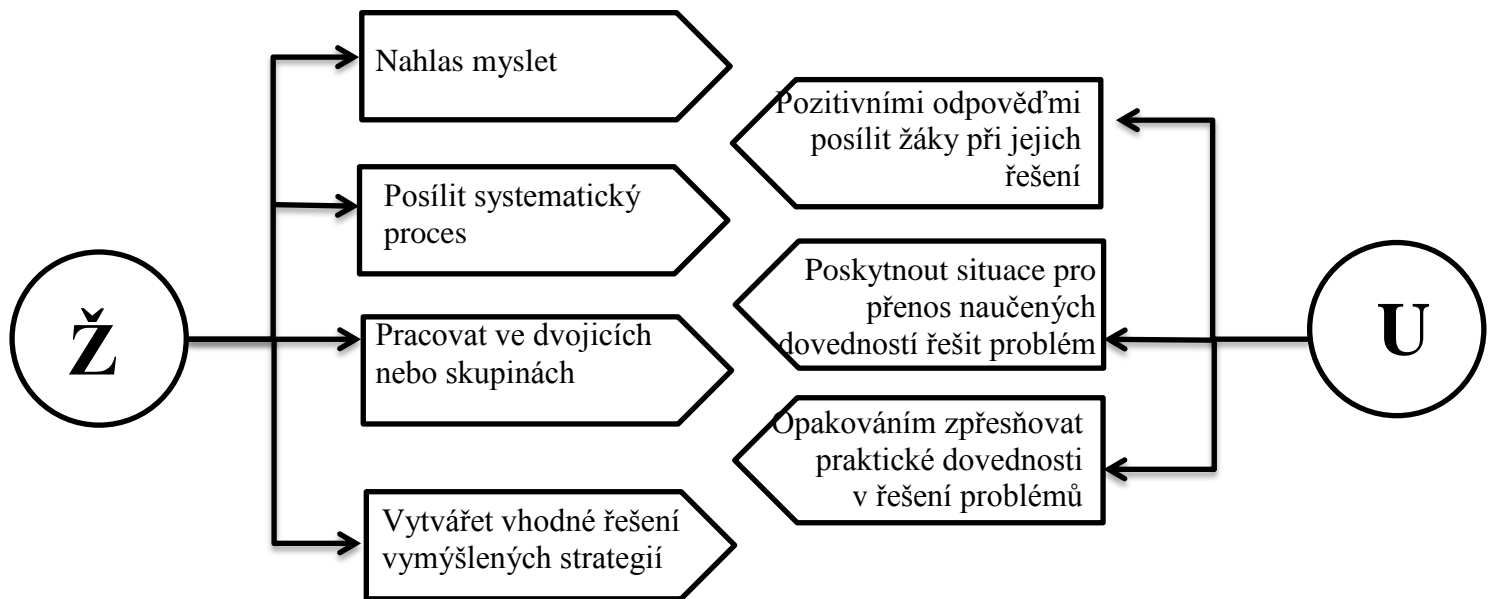 Nahlas myslet
Posílit systematický
proces
Pracovat ve dvojicích
nebo skupinách
Vytvářet vhodné řešení
vymýšlených strategií
Ž
Pozitivními odpověďmi
posílit žáky při jejich
řešení
Poskytnout situace pro
přenos naučených
dovedností řešit problém
Opakováním zpřesňovat
praktické dovednosti
v řešení problémů
U